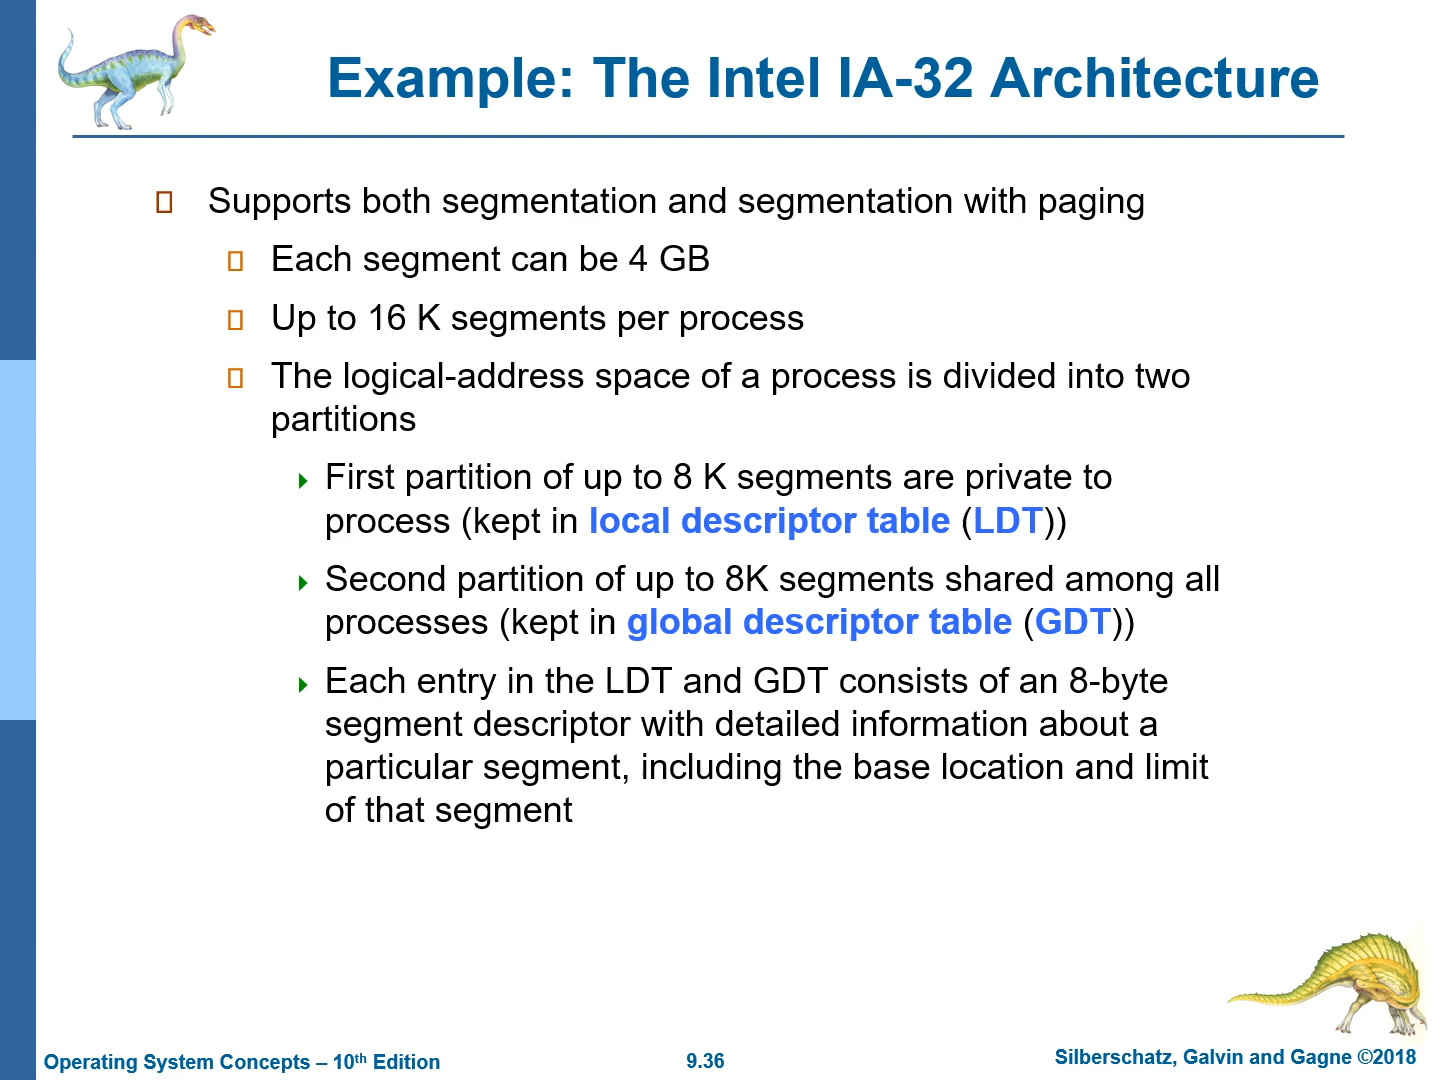 Example: The Intel IA-32 Architecture
Supports both segmentation and segmentation with paging
Each segment can be 4 GB
Up to 16 K segments per process
The logical-address space of a process is divided into two
partitions
First partition of up to 8 K segments are private to
process (kept in local descriptor table (LDT))
Second partition of up to 8K segments shared among all
processes (kept in global descriptor table (GDT))
Each entry in the LDT and GDT consists of an 8-byte
segment descriptor with detailed information about a
particular segment, including the base location and limit
of that segment
Operating System Concepts – 10th Edition
9.36
Silberschatz, Galvin and Gagne ©2018